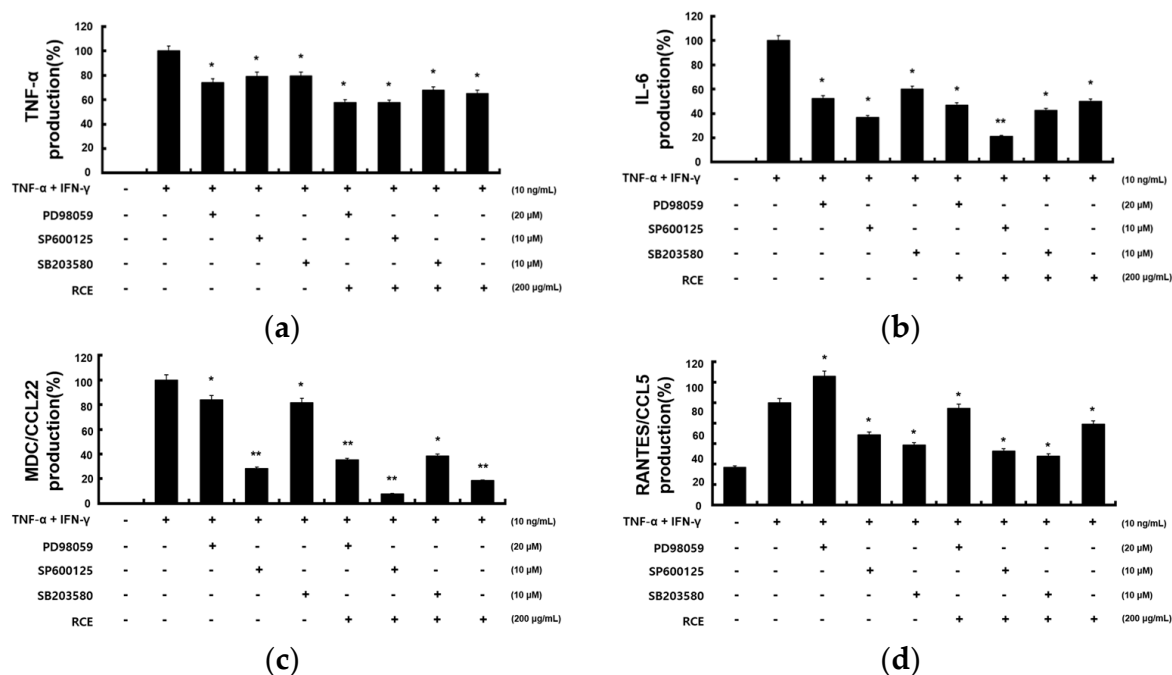 TNF-α
production(%)
120
100
80
60
40
20
0
* * * * * * *
TNF-α + IFN-γ - + + + + + + + + (10 ng/mL)
PD98059 - - + - - + - - - (20 μM)
SP600125 - - - + - - + - - (10 μM)
SB203580 - - - - + - - + - (10 μM)
RCE - - - - - + + + + (200 μg/mL)
(a)
IL-6
production(%)
120
100
80
60
40
20
0
* * * * ** * *
TNF-α + IFN-γ - + + + + + + + + (10 ng/mL)
PD98059 - - + - - + - - - (20 μM)
SP600125 - - - + - - + - - (10 μM)
SB203580 - - - - + - - + - (10 μM)
RCE - - - - - + + + + (200 μg/mL)
(b)
MDC/CCL22
production(%)
120
100
80
60
40
20
0
* ** * ** ** * **
TNF-α + IFN-γ - + + + + + + + + (10 ng/mL)
PD98059 - - + - - + - - - (20 μM)
SP600125 - - - + - - + - - (10 μM)
SB203580 - - - - + - - + - (10 μM)
RCE - - - - - + + + + (200 μg/mL)
(c)
RANTES/CCL5
production(%)
120
80
40
20
0
* * * * * * *
TNF-α + IFN-γ - + + + + + + + + (10 ng/mL)
PD98059 - - + - - + - - - (20 μM)
SP600125 - - - + - - + - - (10 μM)
SB203580 - - - - + - - + - (10 μM)
RCE - - - - - + + + + (200 μg/mL)
(d)